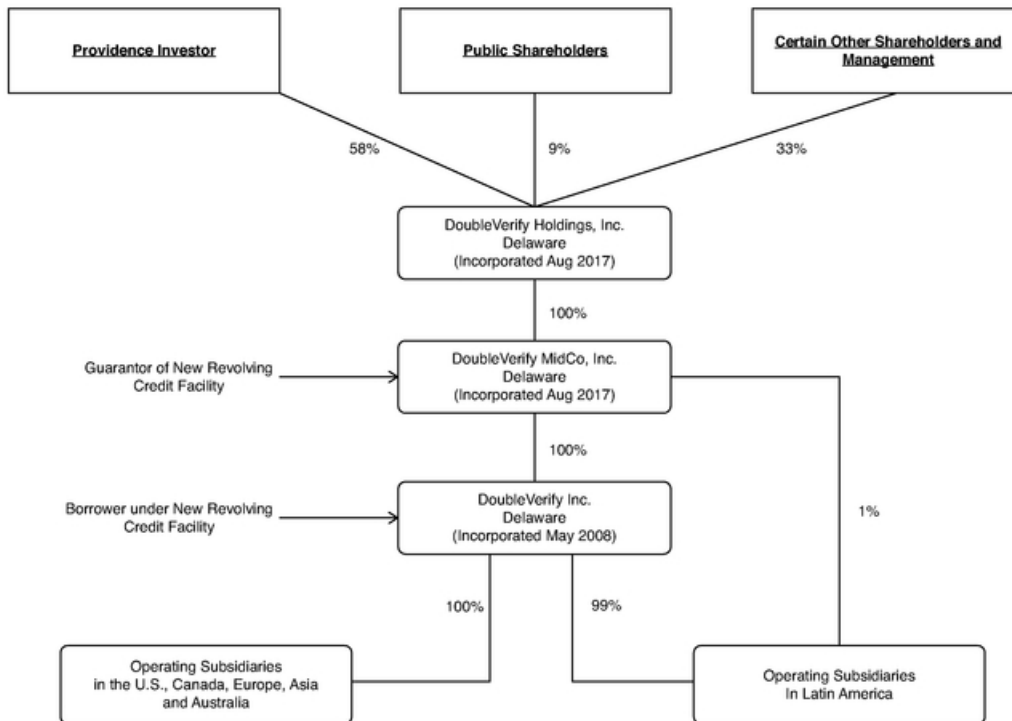 Providence Investor
Public Shareholders
Certain Other Shareholders and
Management
58%
9%
33%
DoubleVerify Holdings, Inc.
Delaware
(Incorporated Aug 2017)
100%
Guarantor of New Revolving
Credit Facility
DoubleVerify MidCo, Inc.
Delaware
(Incorporated Aug 2017)
100%
Borrower under New Revolving
Credit Facility
DoubleVerify Inc.
Delaware
(Incorporated May 2008)
1%
100%
99%
Operating Subsidiaries
in the U.S., Canada, Europe, Asia
and Australia
Operating Subsidiaries
In Latin America